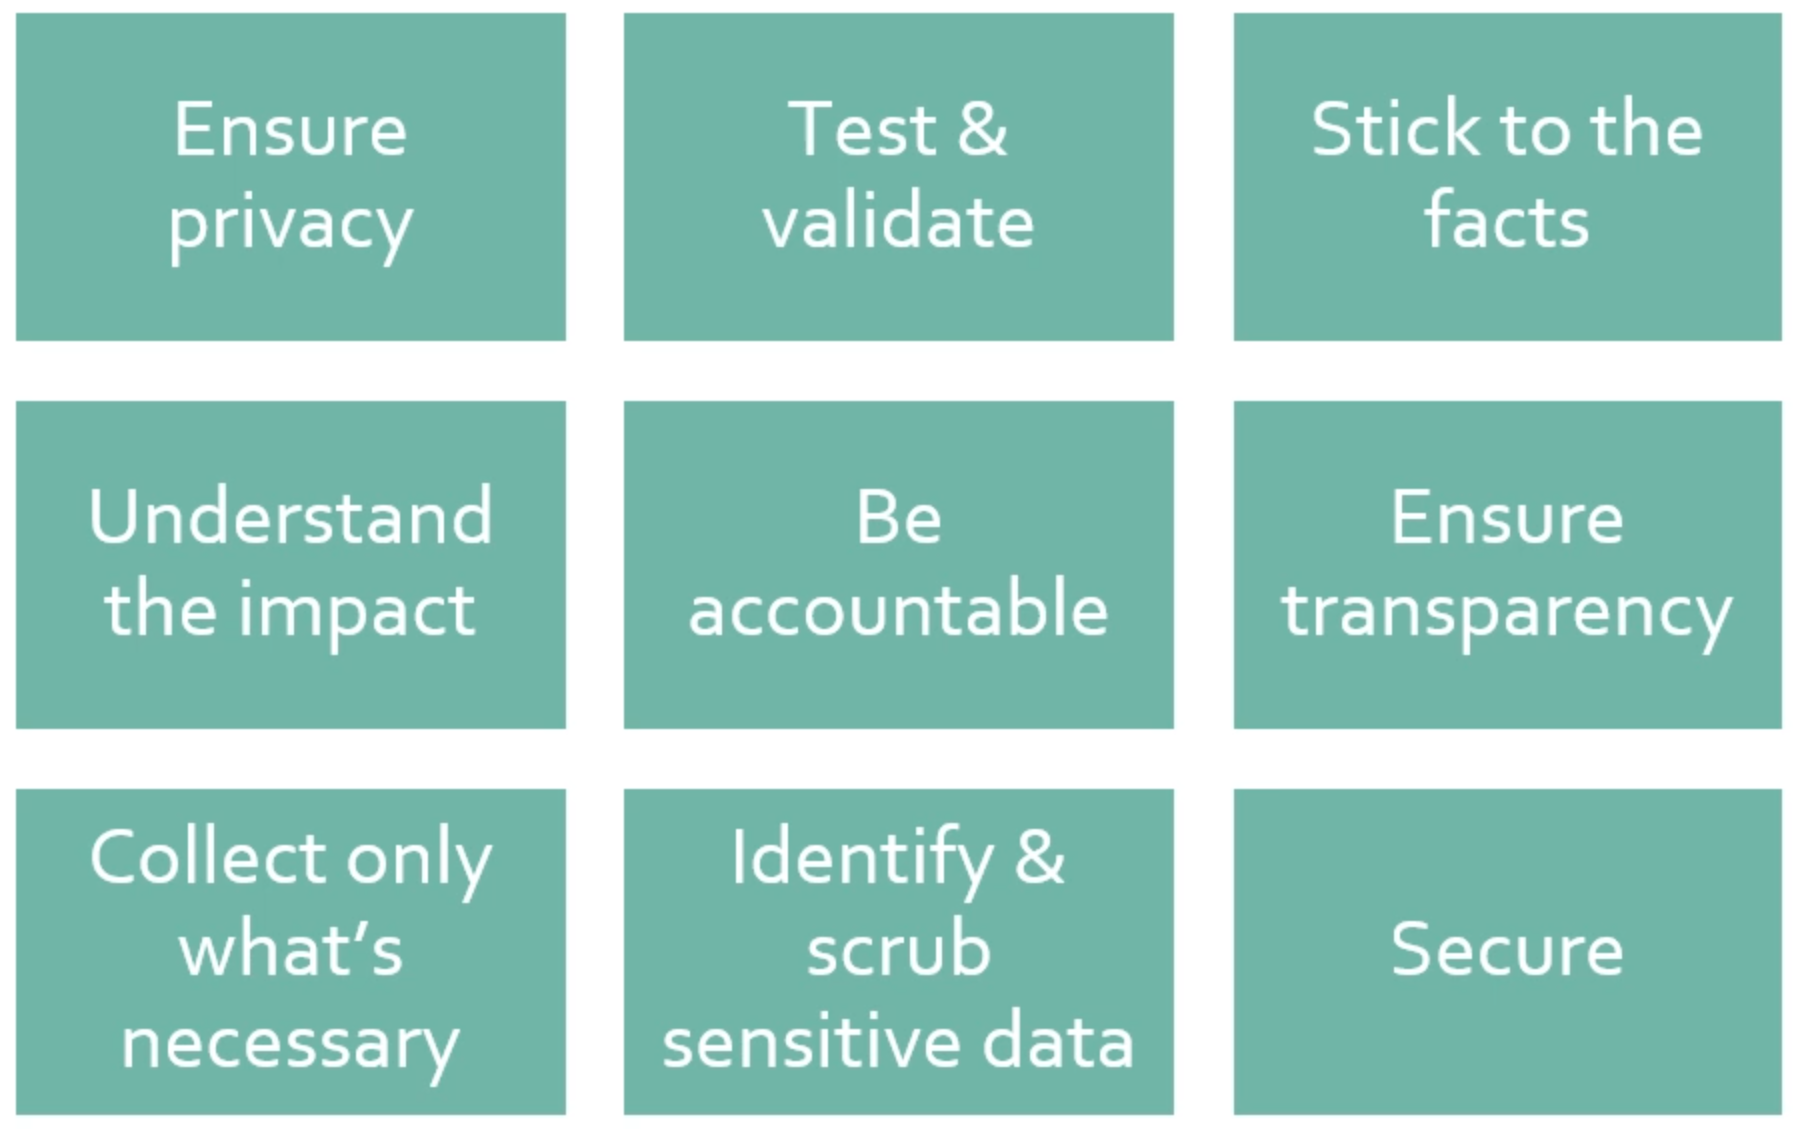 Ensure
privacy
Test &
validate
Stick to the
facts
Understand
the impact
Be
accountable
Ensure
transparency
Collect only
what’s
necessary
Identify &
scrub
sensitive data
Secure